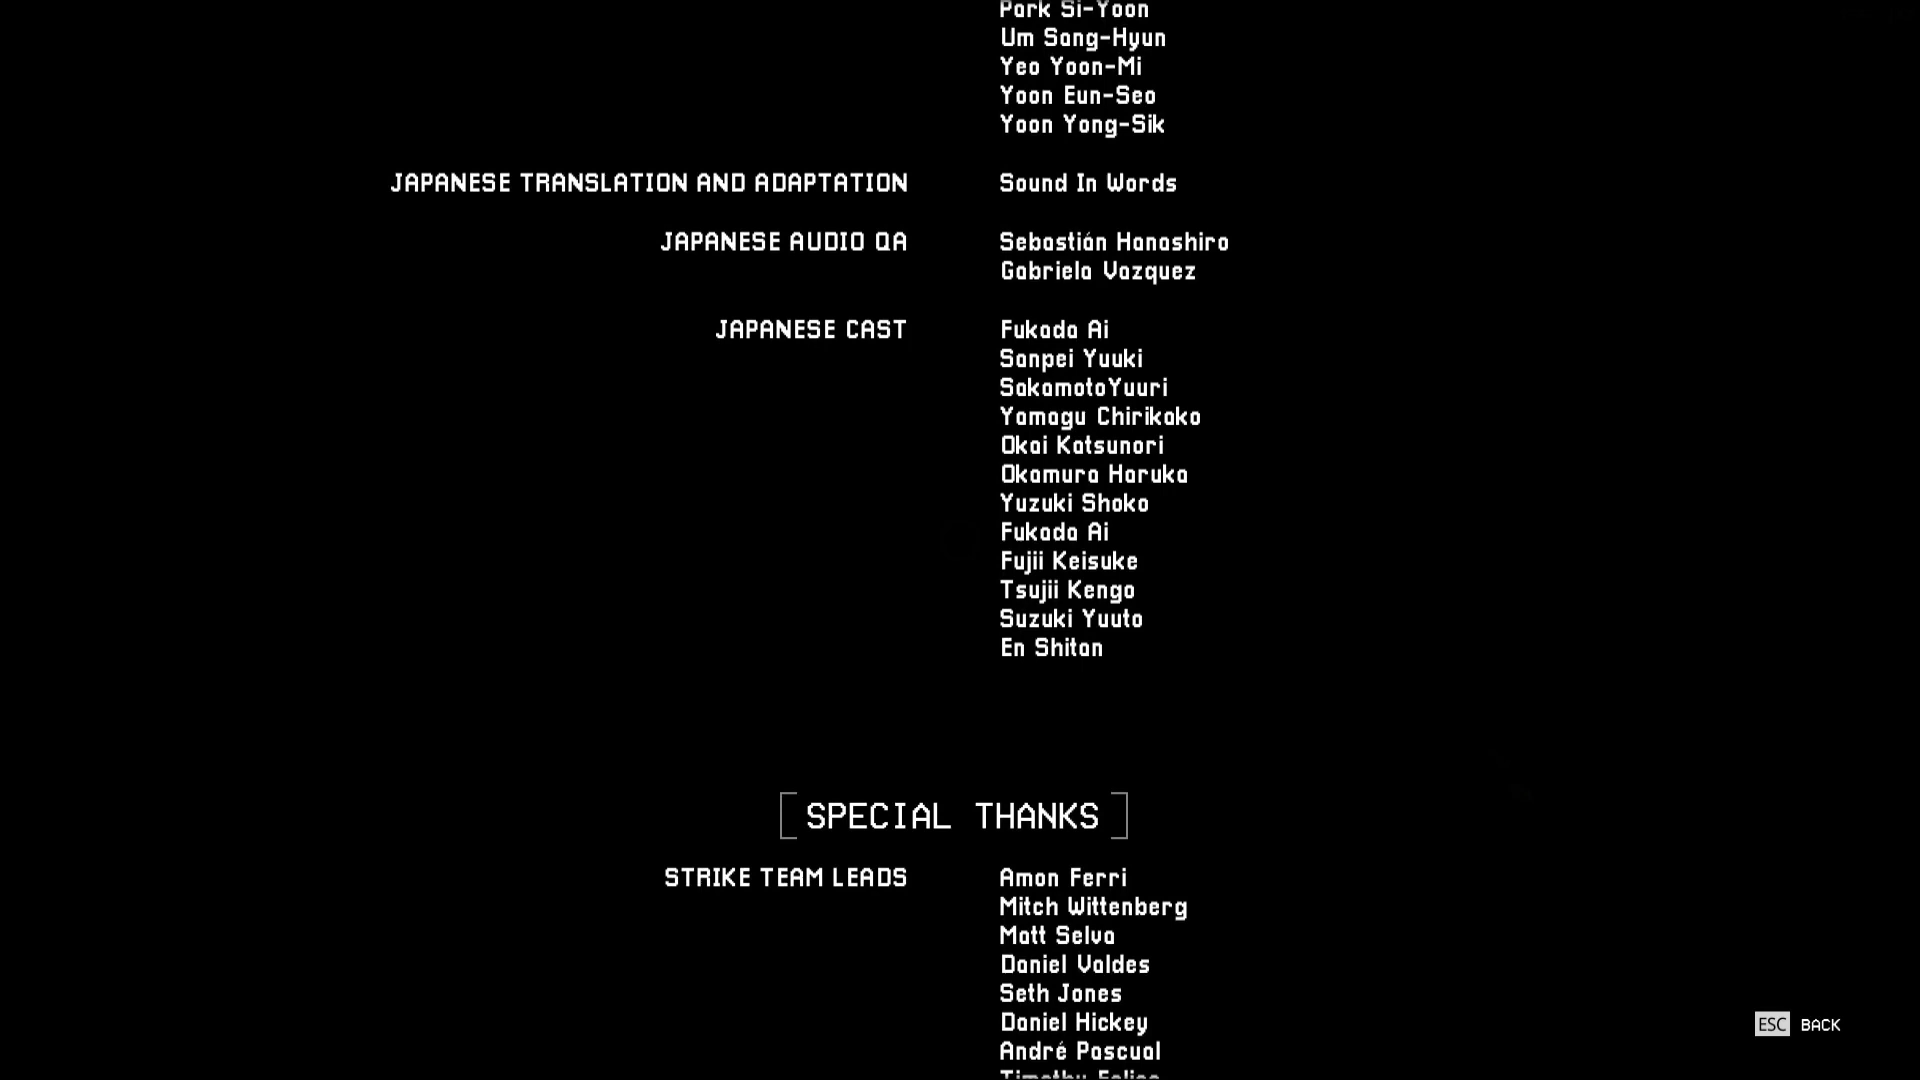 Park Si-Yoon
Um Sang-Hyun
Yeo Yoon-Mi
Yoon Eun-Seo
Yoon Yong-Sik
JAPANESE TRANSLATION AND ADAPTATION Sound In Words
JAPANESE AUDIO QA Sebastián Hanashiro
Gabriela Vazquez
JAPANESE CAST Fukada Ai
Sanpei Yuuki
SakamotoYuuri
Yamagu Chirikako
Okai Katsunori
Okamura Haruka
Yuzuki Shoko
Fukada Ai
Fujii Keisuke
Tsujii Kengo
Suzuki Yuuto
En Shitan
SPECIAL THANKS
STRIKE TEAM LEADS Amon Ferri
Mitch Wittenberg
Matt Selva
Daniel Valdes
Seth Jones
Daniel Hickey
André Pascual
Timothy
ESC BACK